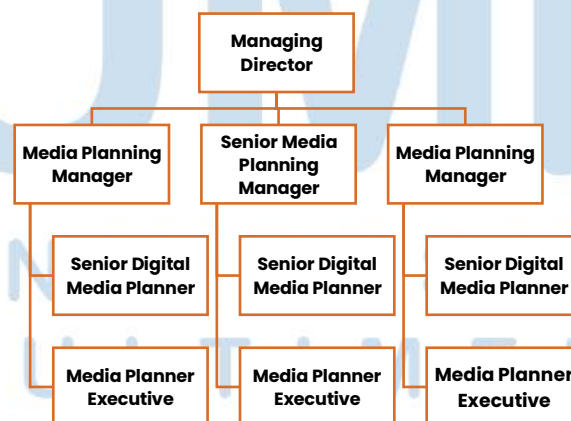 Managing
Director
Media Planning
Manager
Senior Media
Planning
Manager
Media Planning
Manager
Senior Digital
Media Planner
Senior Digital
Media Planner
Senior Digital
Media Planner
Media Planner
Executive
Media Planner
Executive
Media Planner
Executive